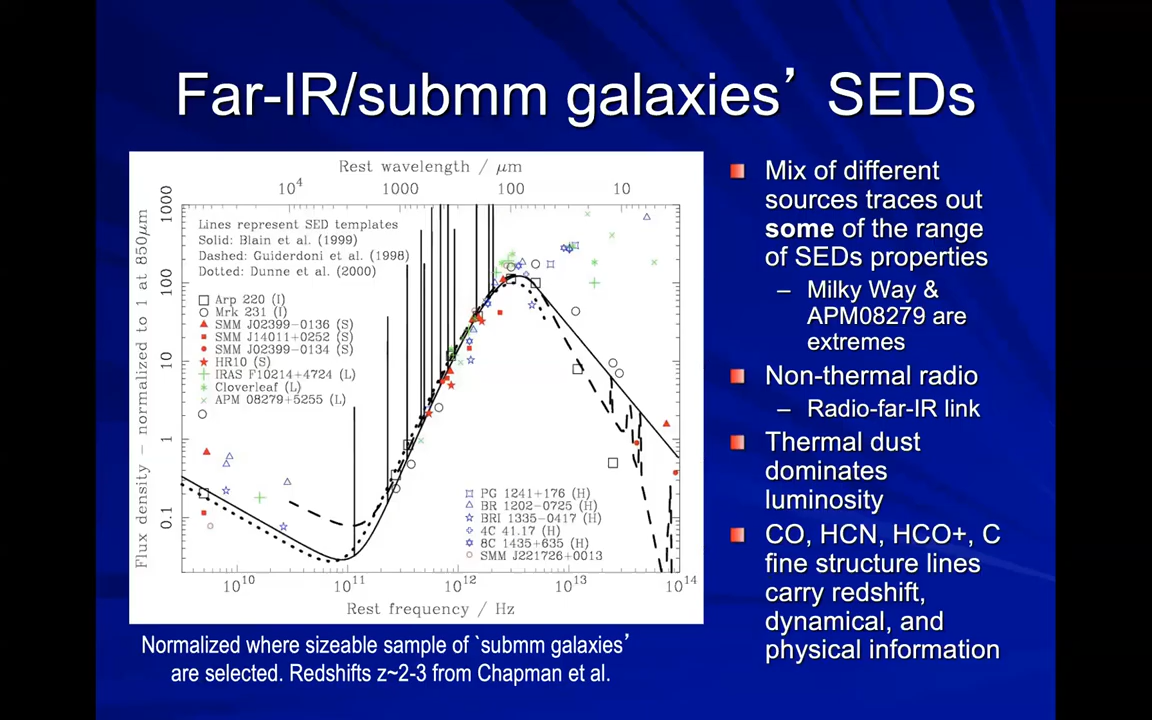 Far-IR/submm galaxies’ SEDs
Rest wavelength / μm
10⁴ 1000 100 10
Flux density – normalized to 1 at 850μm
1000
100
10
1
0.1
Lines represent SED templates
Solid: Blain et al. (1999)
Dashed: Guiderdoni et al. (1998)
Dotted: Dunne et al. (2000)
Arp 220 (I)
Mrk 231 (I)
SMM J02399-0136 (S)
SMM J14011+0252 (S)
SMM J02399-0134 (S)
HR10 (S)
IRAS F10214+4724 (L)
Cloverleaf (L)
APM 08279+5255 (L)
PG 1241+176 (H)
BR 1202-0725 (H)
BRI 1335-0417 (H)
4C 41.17 (H)
8C 1435+635 (H)
SMM J221726+0013
10¹⁰ 10¹¹ 10¹² 10¹³ 10¹⁴
Rest frequency / Hz
Normalized where sizeable sample of `submm galaxies’
are selected. Redshifts z~2-3 from Chapman et al.
Mix of different
sources traces out
some of the range
of SEDs properties
– Milky Way &
APM08279 are
extremes
Non-thermal radio
– Radio-far-IR link
Thermal dust
dominates
luminosity
CO, HCN, HCO+, C
fine structure lines
carry redshift,
dynamical, and
physical information